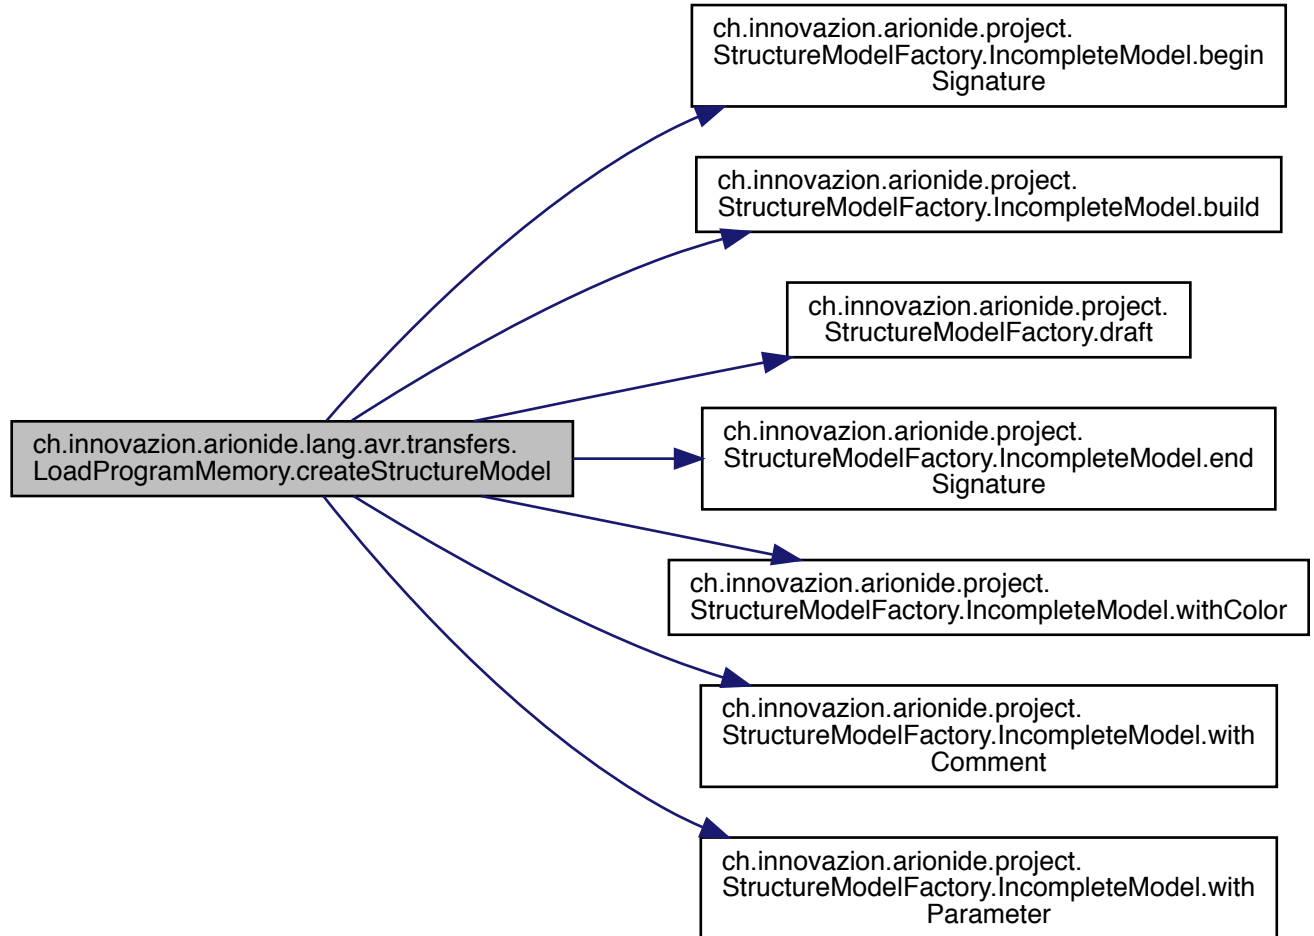 ch.innovazion.arionide.project.
StructureModelFactory.IncompleteModel.begin
Signature
ch.innovazion.arionide.project.
StructureModelFactory.IncompleteModel.build
ch.innovazion.arionide.project.
StructureModelFactory.draft
ch.innovazion.arionide.lang.avr.transfers.
LoadProgramMemory.createStructureModel
ch.innovazion.arionide.project.
StructureModelFactory.IncompleteModel.end
Signature
ch.innovazion.arionide.project.
StructureModelFactory.IncompleteModel.withColor
ch.innovazion.arionide.project.
StructureModelFactory.IncompleteModel.with
Comment
ch.innovazion.arionide.project.
StructureModelFactory.IncompleteModel.with
Parameter